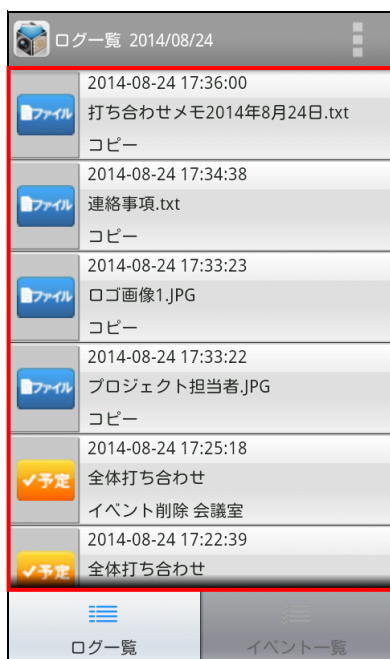 ログ一覧 2014/08/24
2014-08-24 17:36:00
ファイル
打ち合わせメモ2014年8月24日.txt
コピー
2014-08-24 17:34:38
ファイル
連絡事項.txt
コピー
2014-08-24 17:33:23
ファイル
ロゴ画像1.JPG
コピー
2014-08-24 17:33:22
ファイル
プロジェクト担当者.JPG
コピー
2014-08-24 17:25:18
予定
全体打ち合わせ
イベント削除 会議室
2014-08-24 17:22:39
予定
全体打ち合わせ
ログ一覧
イベント一覧